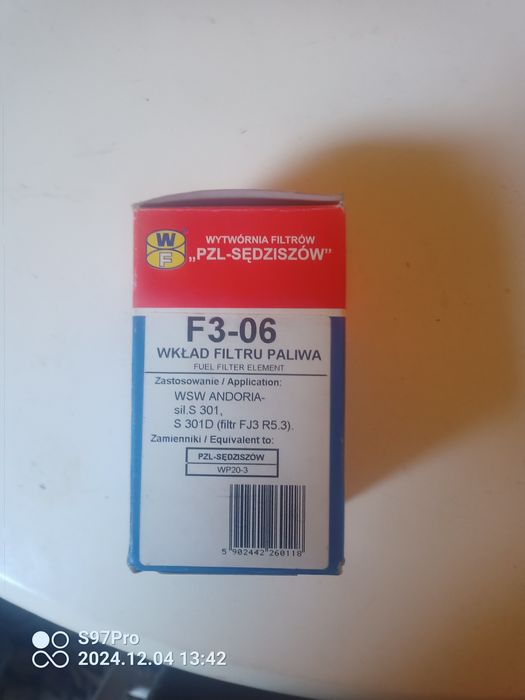 W
F
WYTWÓRNIA FILTRÓW
„PZL-SĘDZISZÓW”
F3-06
WKŁAD FILTRU PALIWA
FUEL FILTER ELEMENT
Zastosowanie / Application:
WSW ANDORIA-
sil.S 301,
S 301D (filtr FJ3 R5.3).
Zamienniki / Equivalent to:
PZL-SĘDZISZÓW
WP20-3
5 902442 260118
S97Pro
2024.12.04 13:42